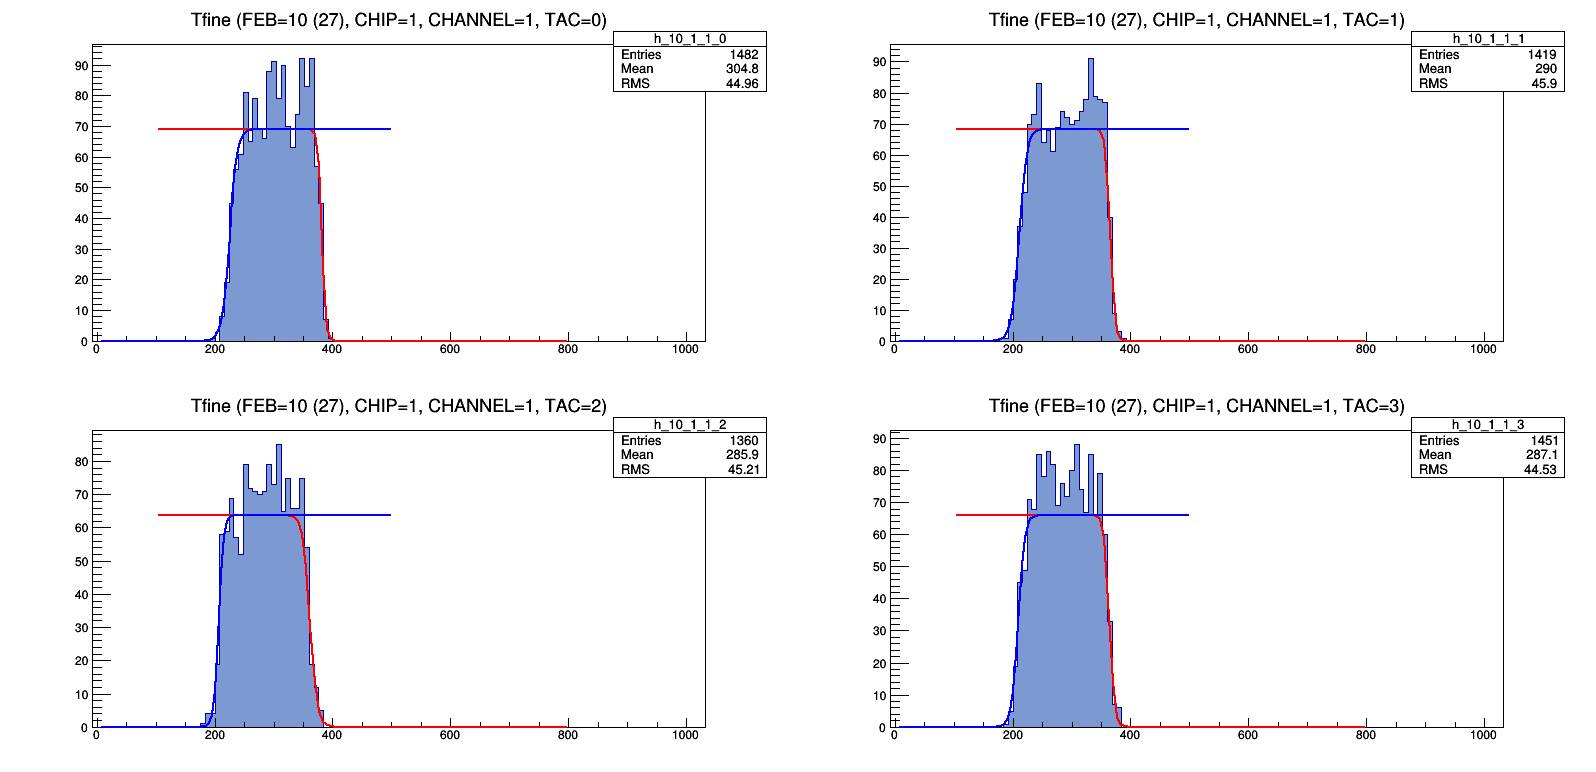 Tfine (FEB=10 (27), CHIP=1, CHANNEL=1, TAC=0)
h_10_1_1_0
Entries 1482
Mean 304.8
RMS 44.96
90
80
70
60
50
40
30
20
10
0
0 200 400 600 800 1000
Tfine (FEB=10 (27), CHIP=1, CHANNEL=1, TAC=1)
h_10_1_1_1
Entries 1419
Mean 290
RMS 45.9
90
80
70
60
50
40
30
20
10
0
0 200 400 600 800 1000
Tfine (FEB=10 (27), CHIP=1, CHANNEL=1, TAC=2)
h_10_1_1_2
Entries 1360
Mean 285.9
RMS 45.21
80
70
60
50
40
30
20
10
0
0 200 400 600 800 1000
Tfine (FEB=10 (27), CHIP=1, CHANNEL=1, TAC=3)
h_10_1_1_3
Entries 1451
Mean 287.1
RMS 44.53
90
80
70
60
50
40
30
20
10
0
0 200 400 600 800 1000